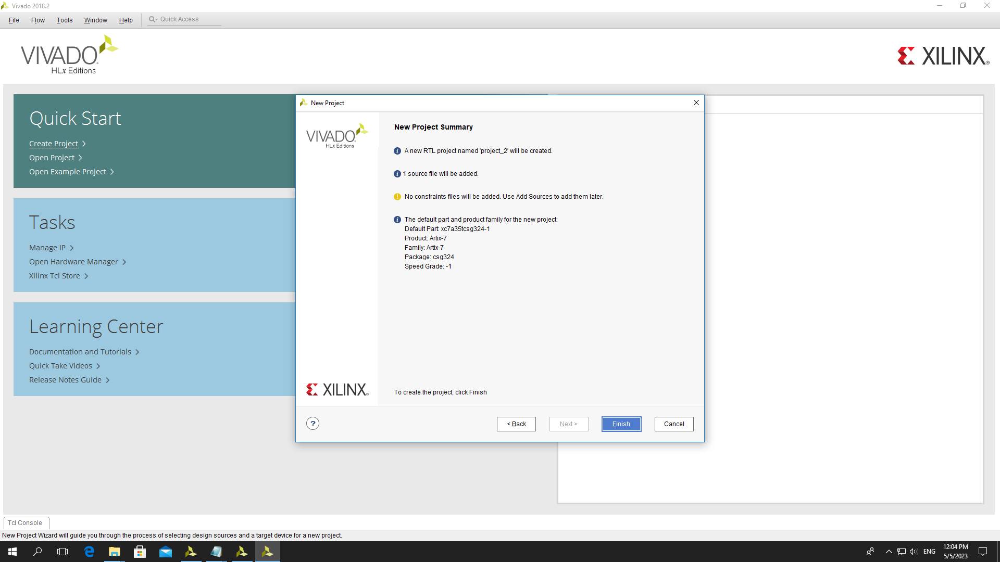 Vivado 2018.2
File Flow Tools Window Help Quick Access
VIVADO
HLx Editions
XILINX®
Quick Start
Create Project
Open Project
Open Example Project
Tasks
Manage IP
Open Hardware Manager
Xilinx Tcl Store
Learning Center
Documentation and Tutorials
Quick Take Videos
Release Notes Guide
New Project
VIVADO
HLx Editions
New Project Summary
A new RTL project named 'project_2' will be created.
1 source file will be added.
No constraints files will be added. Use Add Sources to add them later.
The default part and product family for the new project:
Default Part: xc7a35tcsg324-1
Product: Artix-7
Family: Artix-7
Package: csg324
Speed Grade: -1
XILINX®
To create the project, click Finish
?
< Back
Next >
Finish
Cancel
Tcl Console
New Project Wizard will guide you through the process of selecting design sources and a target device for a new project.
ENG
12:04 PM
5/5/2023